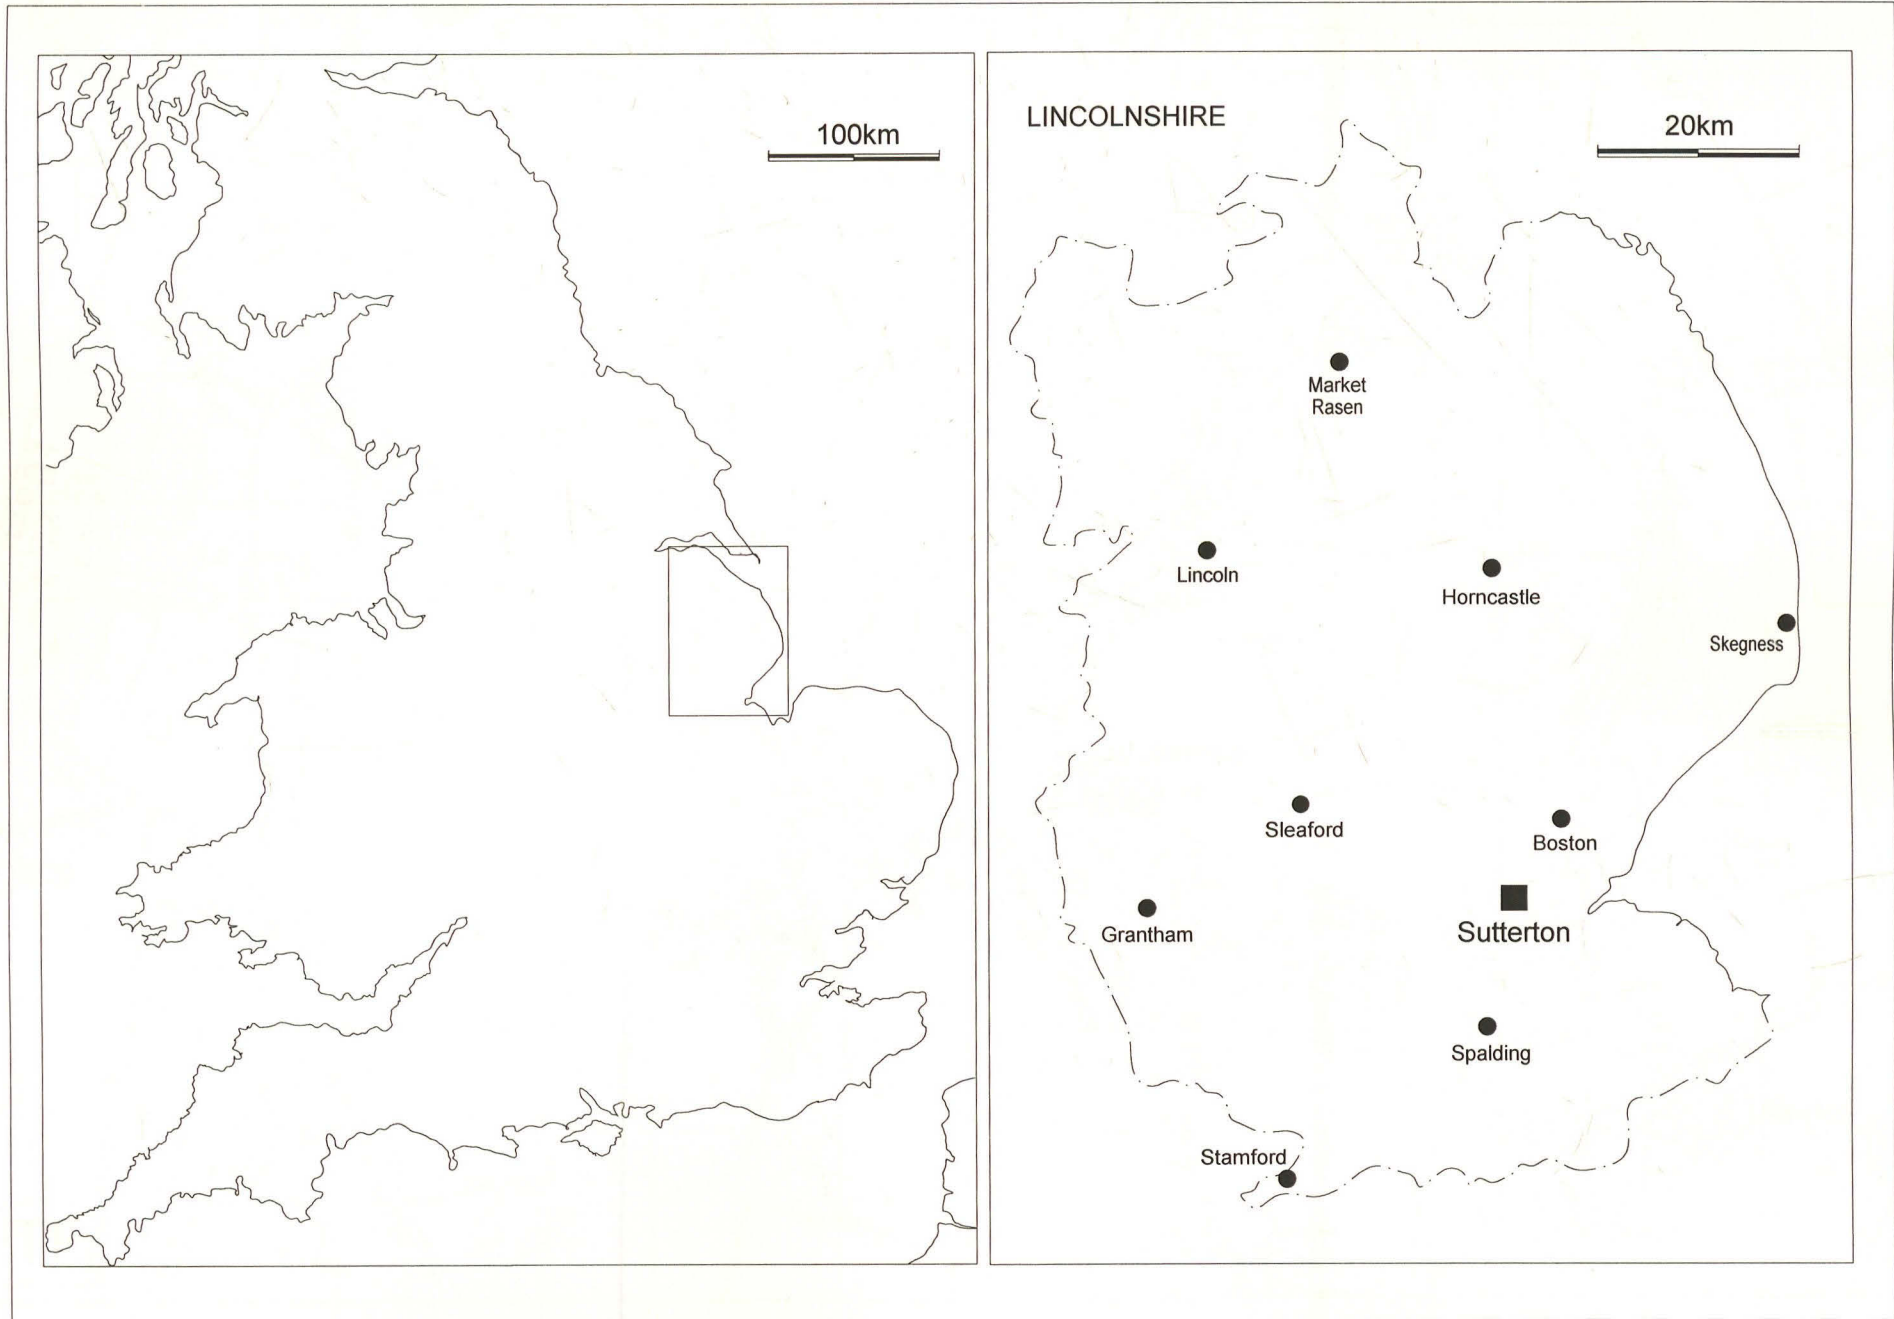 100km
LINCOLNSHIRE
20km
Market
Rasen
Lincoln
Horncastle
Skegness
Sleaford
Boston
Grantham
Sutterton
Spalding
Stamford